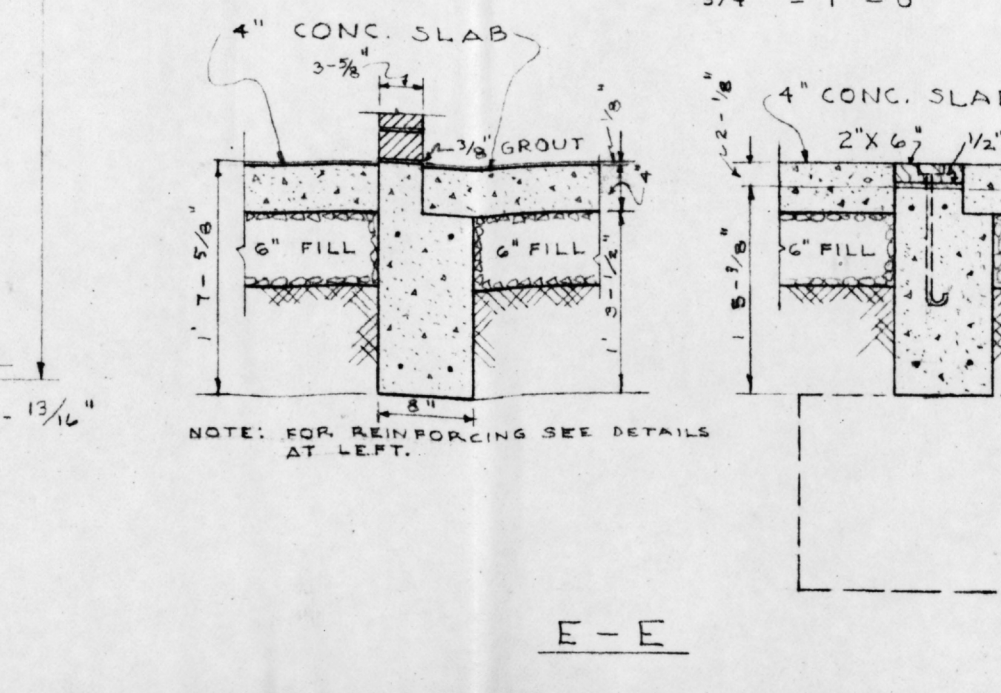 4" CONC. SLAB
3-5/8"
3/8" GROUT
1/8"
4"
6" FILL
6" FILL
1' 7-5/8"
1' 3-1/2"
8"
NOTE: FOR REINFORCING SEE DETAILS
AT LEFT.
13/16"
2-1/8"
4" CONC. SLAB
2" X 6"
1/2"
6" FILL
E - E